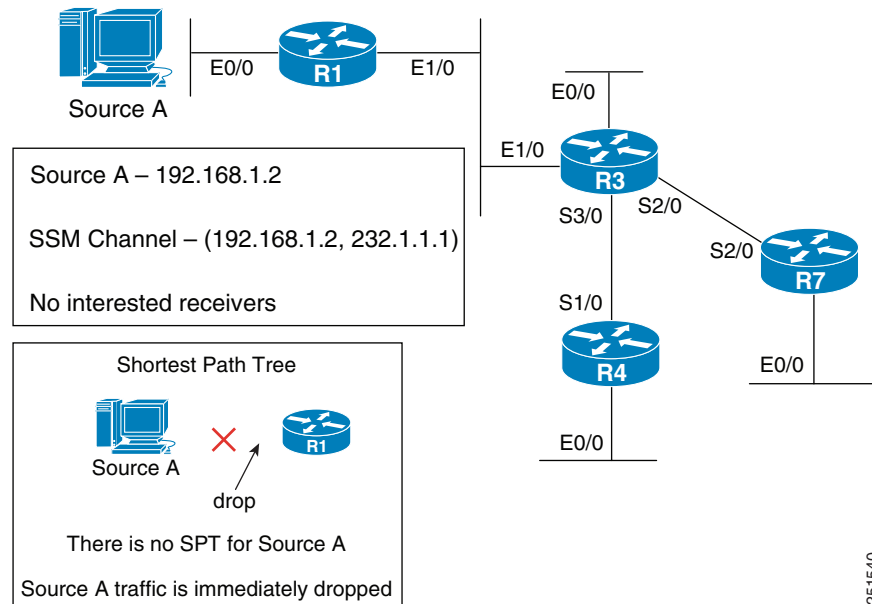 E0/0
R1
E1/0
Source A
E0/0
E1/0
R3
S3/0
S2/0
S2/0
R7
S1/0
R4
E0/0
E0/0
Source A – 192.168.1.2
SSM Channel – (192.168.1.2, 232.1.1.1)
No interested receivers
Shortest Path Tree
R1
Source A
drop
There is no SPT for Source A
Source A traffic is immediately dropped
251540